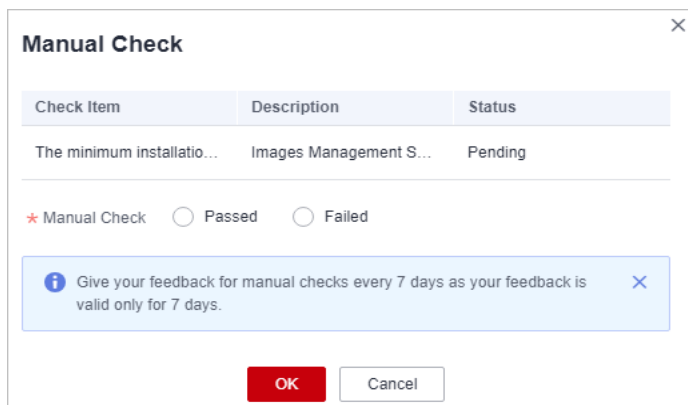 Manual Check
Check Item Description Status
The minimum installatio... Images Management S... Pending
* Manual Check Passed Failed
Give your feedback for manual checks every 7 days as your feedback is
valid only for 7 days.
OK Cancel